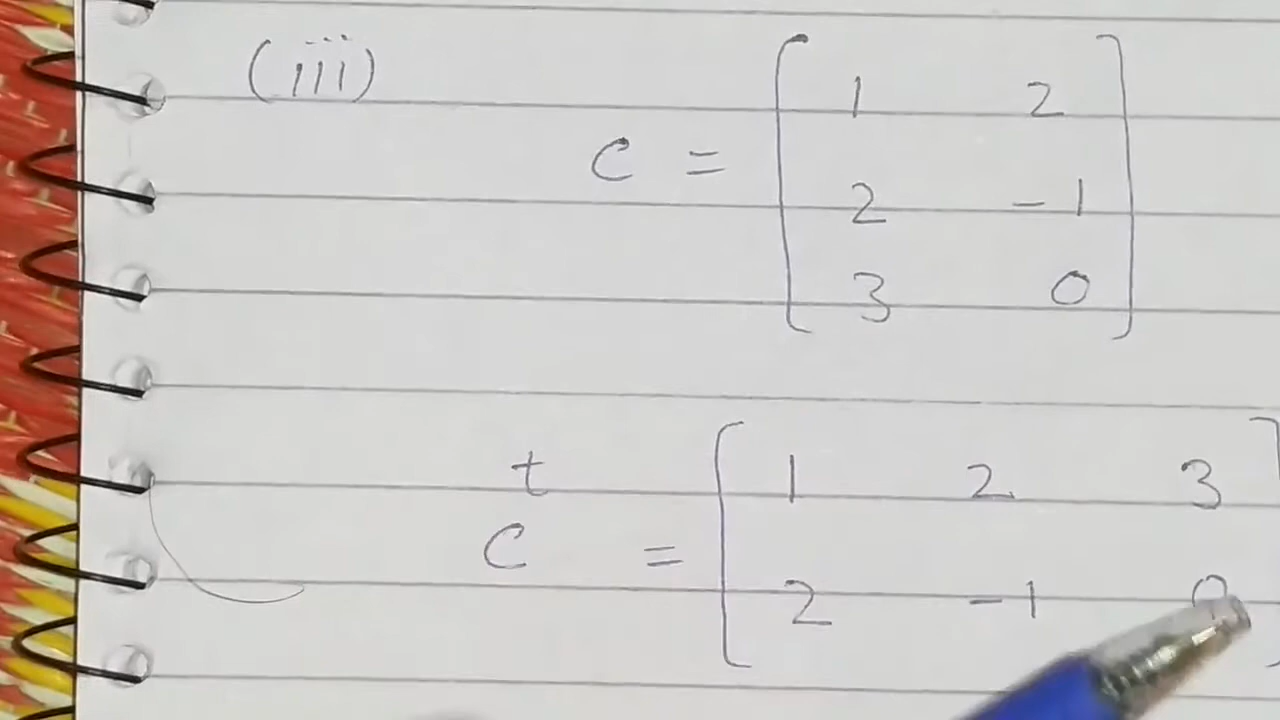 (iii)
C = [ 1 2
2 -1
3 0 ]
C^t = [ 1 2 3
2 -1 0 ]